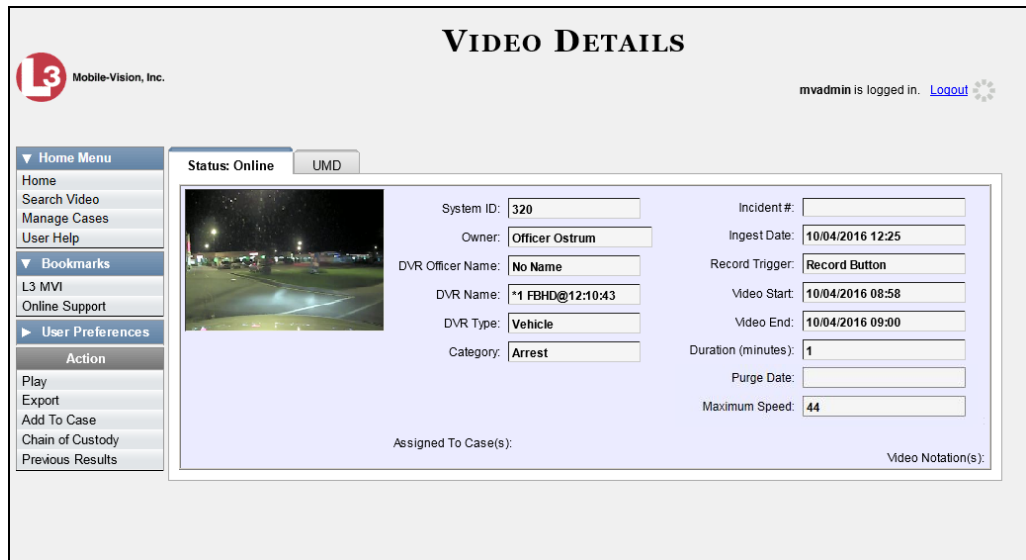 VIDEO DETAILS
L3 Mobile-Vision, Inc.
mvadmin is logged in. Logout
▼ Home Menu
Home
Search Video
Manage Cases
User Help
▼ Bookmarks
L3 MVI
Online Support
▶ User Preferences
Action
Play
Export
Add To Case
Chain of Custody
Previous Results
Status: Online UMD
System ID: 320
Owner: Officer Ostrum
DVR Officer Name: No Name
DVR Name: *1 FBHD@12:10:43
DVR Type: Vehicle
Category: Arrest
Incident #:
Ingest Date: 10/04/2016 12:25
Record Trigger: Record Button
Video Start: 10/04/2016 08:58
Video End: 10/04/2016 09:00
Duration (minutes): 1
Purge Date:
Maximum Speed: 44
Assigned To Case(s):
Video Notation(s):